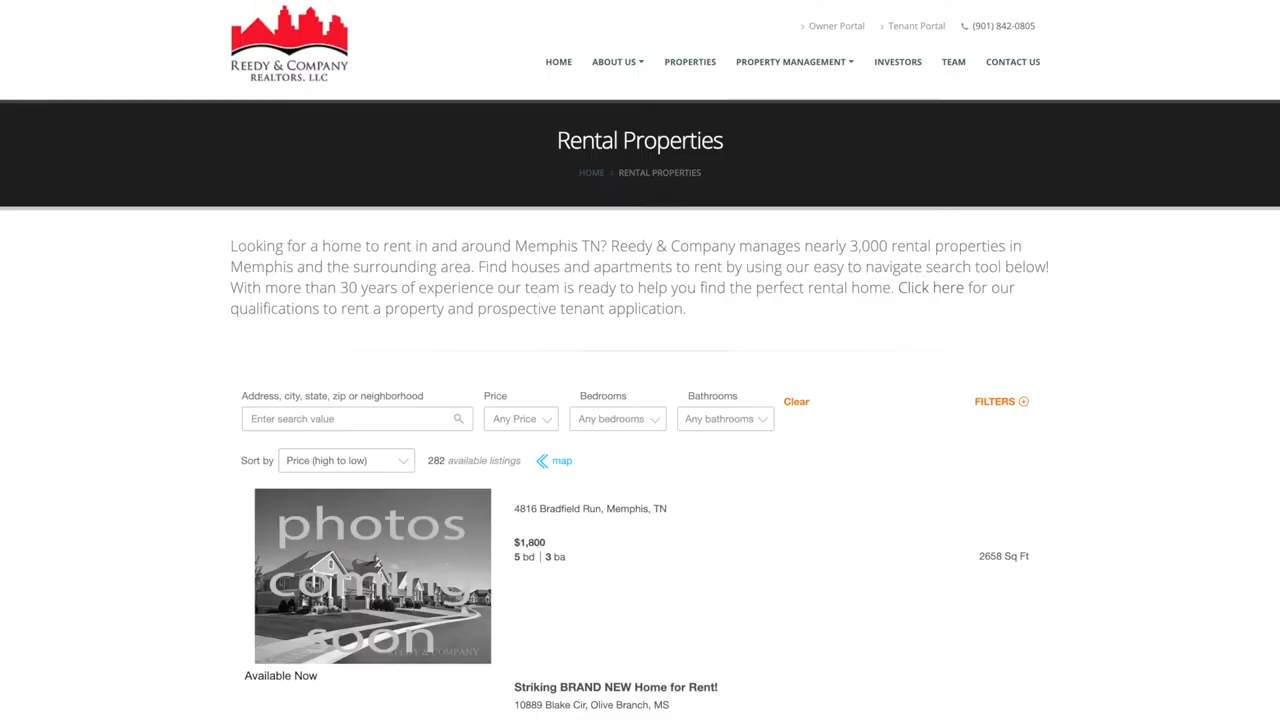 REEDY & COMPANY
REALTORS, LLC
Owner Portal
Tenant Portal
(901) 842-0805
HOME
ABOUT US
PROPERTIES
PROPERTY MANAGEMENT
INVESTORS
TEAM
CONTACT US
Rental Properties
HOME › RENTAL PROPERTIES
Looking for a home to rent in and around Memphis TN? Reedy & Company manages nearly 3,000 rental properties in
Memphis and the surrounding area. Find houses and apartments to rent by using our easy to navigate search tool below!
With more than 30 years of experience our team is ready to help you find the perfect rental home. Click here for our
qualifications to rent a property and prospective tenant application.
Address, city, state, zip or neighborhood
Price
Bedrooms
Bathrooms
Clear
FILTERS
Enter search value
Any Price
Any bedrooms
Any bathrooms
Sort by
Price (high to low)
282 available listings
map
photos
coming
soon
REEDY & COMPANY
Available Now
4816 Bradfield Run, Memphis, TN
$1,800
5 bd | 3 ba
2658 Sq Ft
Striking BRAND NEW Home for Rent!
10889 Blake Cir, Olive Branch, MS